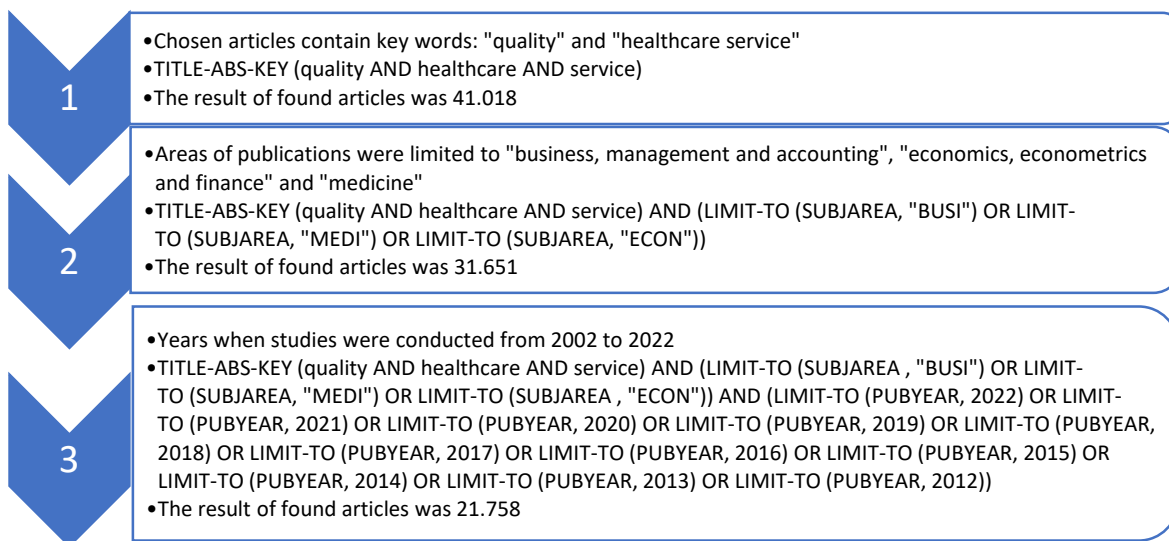 1
•Chosen articles contain key words: "quality" and "healthcare service"
•TITLE-ABS-KEY (quality AND healthcare AND service)
•The result of found articles was 41.018
2
•Areas of publications were limited to "business, management and accounting", "economics, econometrics
and finance" and "medicine"
•TITLE-ABS-KEY (quality AND healthcare AND service) AND (LIMIT-TO (SUBJAREA, "BUSI") OR LIMIT-
TO (SUBJAREA, "MEDI") OR LIMIT-TO (SUBJAREA, "ECON"))
•The result of found articles was 31.651
3
•Years when studies were conducted from 2002 to 2022
•TITLE-ABS-KEY (quality AND healthcare AND service) AND (LIMIT-TO (SUBJAREA , "BUSI") OR LIMIT-
TO (SUBJAREA, "MEDI") OR LIMIT-TO (SUBJAREA , "ECON")) AND (LIMIT-TO (PUBYEAR, 2022) OR LIMIT-
TO (PUBYEAR, 2021) OR LIMIT-TO (PUBYEAR, 2020) OR LIMIT-TO (PUBYEAR, 2019) OR LIMIT-TO (PUBYEAR,
2018) OR LIMIT-TO (PUBYEAR, 2017) OR LIMIT-TO (PUBYEAR, 2016) OR LIMIT-TO (PUBYEAR, 2015) OR
LIMIT-TO (PUBYEAR, 2014) OR LIMIT-TO (PUBYEAR, 2013) OR LIMIT-TO (PUBYEAR, 2012))
•The result of found articles was 21.758